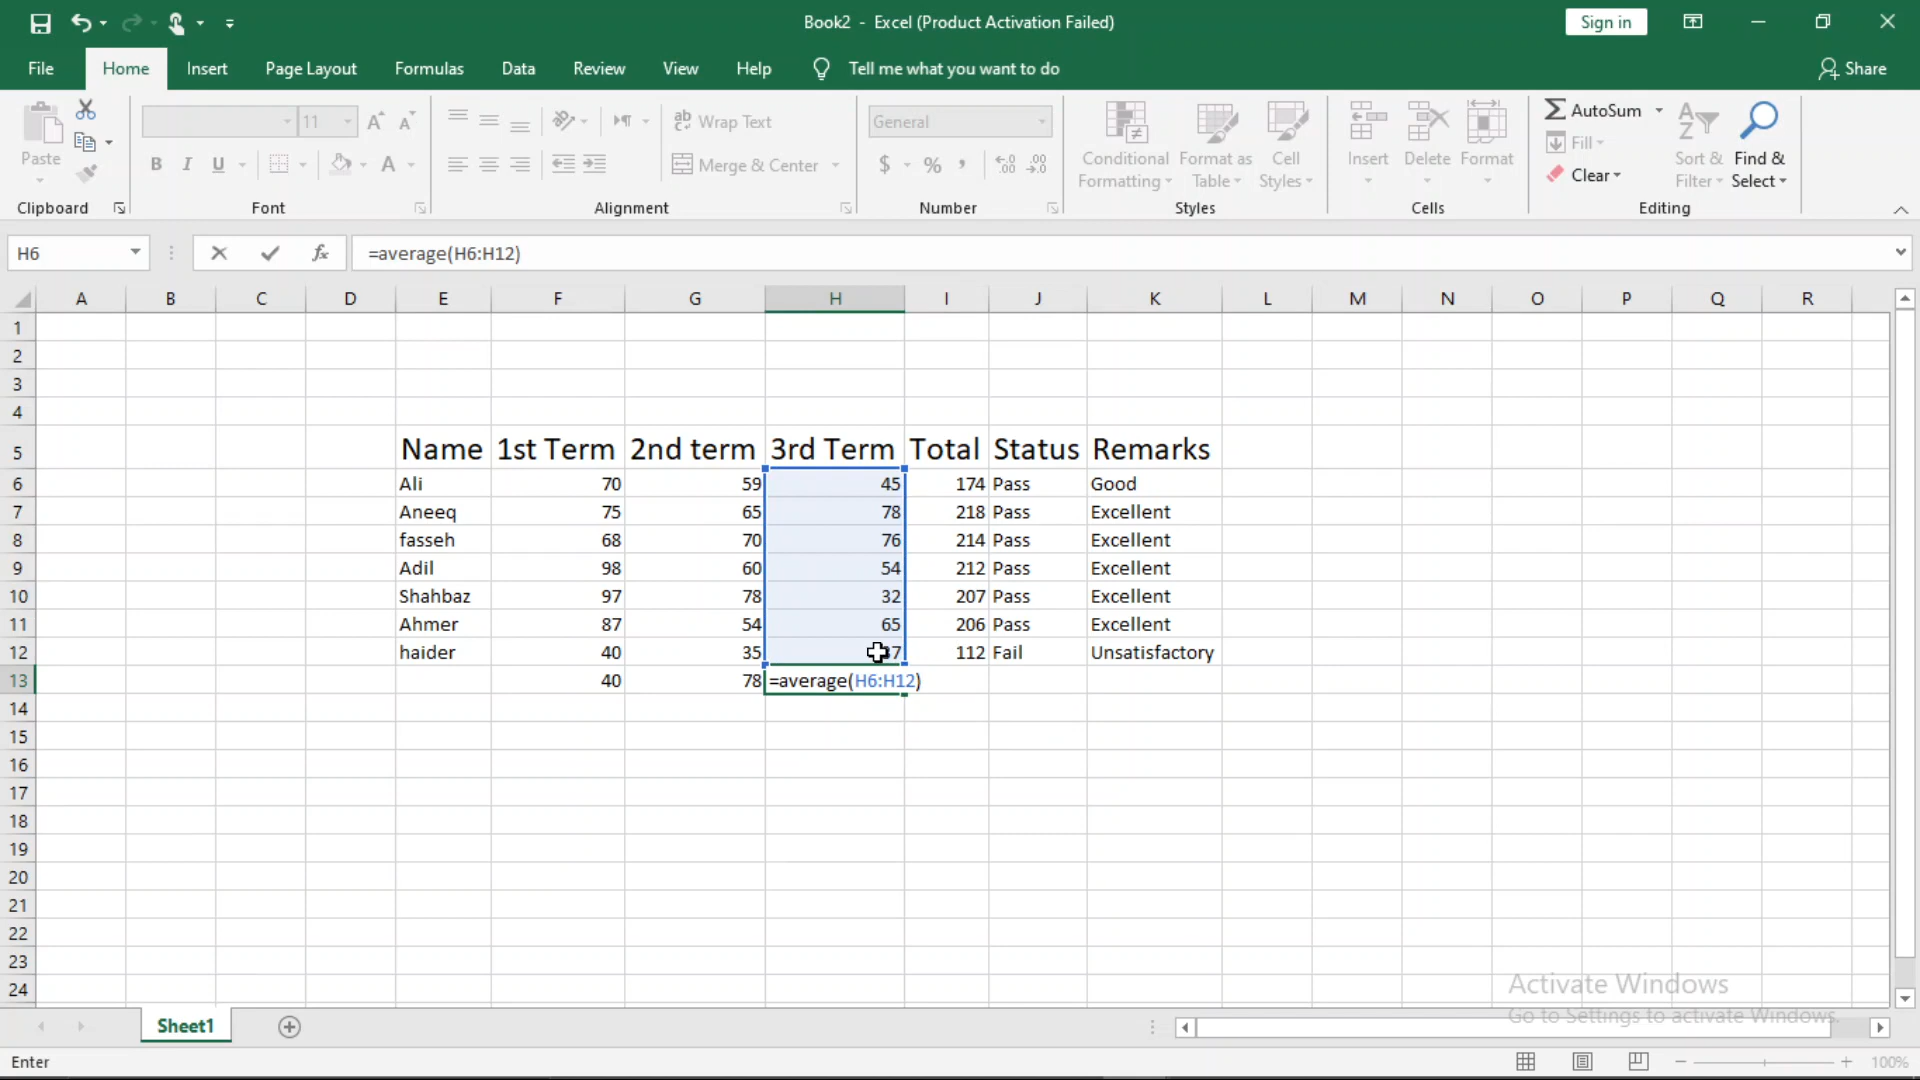 Book2 - Excel (Product Activation Failed)
Sign in
File Home Insert Page Layout Formulas Data Review View Help Tell me what you want to do Share
Paste
11
B I U A
Wrap Text
Merge & Center
General
$ % ,
Conditional Formatting
Format as Table
Cell Styles
Insert Delete Format
AutoSum
Fill
Clear
Sort & Filter
Find & Select
Clipboard Font Alignment Number Styles Cells Editing
H6 fx =average(H6:H12)
A B C D E F G H I J K L M N O P Q R
1
2
3
4
5 Name 1st Term 2nd term 3rd Term Total Status Remarks
6 Ali 70 59 45 174 Pass Good
7 Aneeq 75 65 78 218 Pass Excellent
8 fasseh 68 70 76 214 Pass Excellent
9 Adil 98 60 54 212 Pass Excellent
10 Shahbaz 97 78 32 207 Pass Excellent
11 Ahmer 87 54 65 206 Pass Excellent
12 haider 40 35 37 112 Fail Unsatisfactory
13 40 78 =average(H6:H12)
14
15
16
17
18
19
20
21
22
23
24
Activate Windows
Go to Settings to activate Windows.
Sheet1
Enter 100%